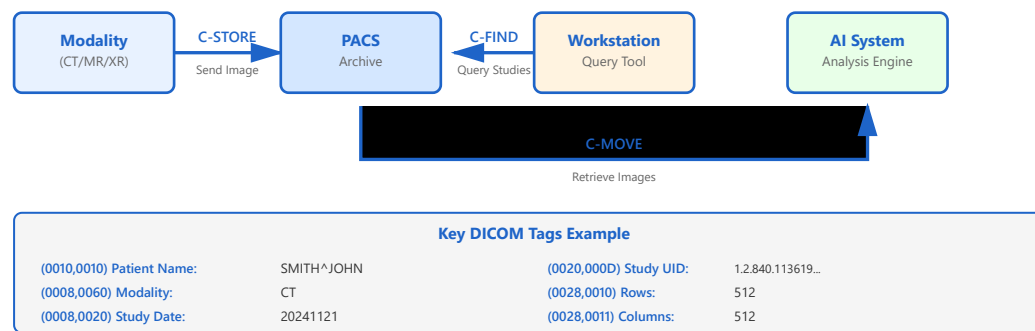 Modality
(CT/MR/XR)
C-STORE
Send Image
PACS
Archive
C-FIND
Query Studies
Workstation
Query Tool
AI System
Analysis Engine
C-MOVE
Retrieve Images
Key DICOM Tags Example
(0010,0010) Patient Name: SMITH^JOHN
(0020,000D) Study UID: 1.2.840.113619...
(0008,0060) Modality: CT
(0028,0010) Rows: 512
(0008,0020) Study Date: 20241121
(0028,0011) Columns: 512